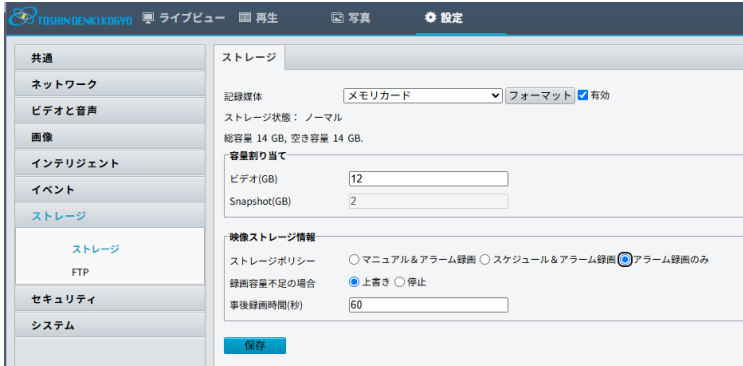 TOSHIN DENKI KOGYO ライブビュー 再生 写真 設定
共通
ネットワーク
ビデオと音声
画像
インテリジェント
イベント
ストレージ
ストレージ
FTP
セキュリティ
システム
ストレージ
記録媒体 メモリカード フォーマット 有効
ストレージ状態： ノーマル
総容量 14 GB, 空き容量 14 GB.
容量割り当て
ビデオ(GB) 12
Snapshot(GB) 2
映像ストレージ情報
ストレージポリシー マニュアル＆アラーム録画 スケジュール＆アラーム録画 アラーム録画のみ
録画容量不足の場合 上書き 停止
事後録画時間(秒) 60
保存